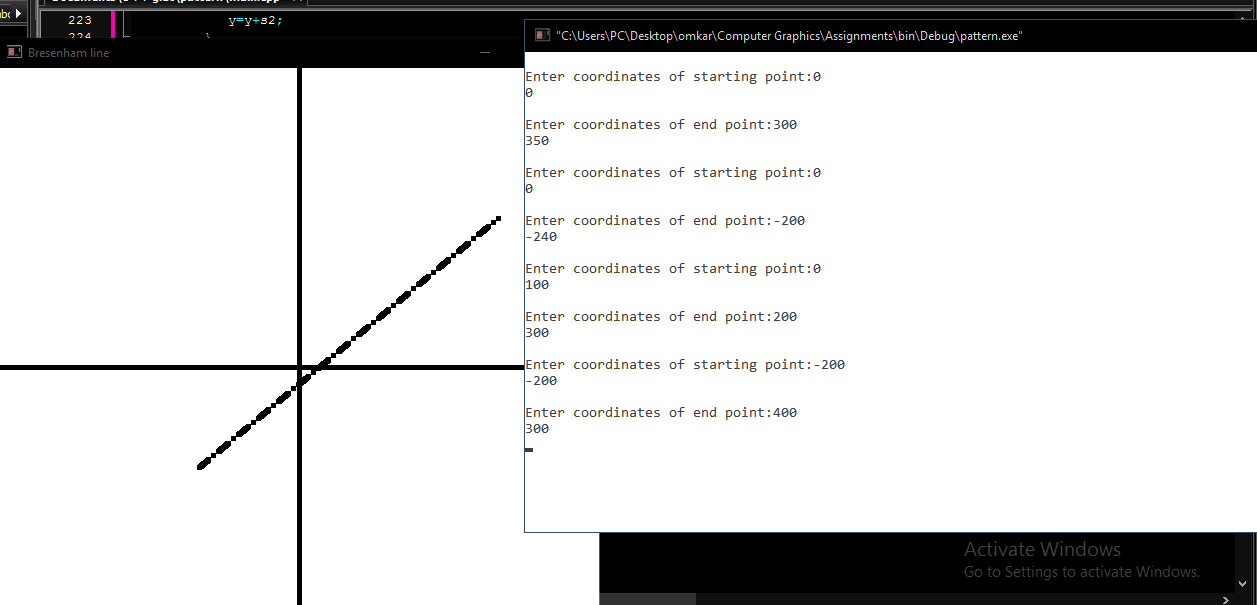 223
y=y+s2;
224
}
Bresenham line
"C:\Users\PC\Desktop\omkar\Computer Graphics\Assignments\bin\Debug\pattern.exe"
Enter coordinates of starting point:0
0
Enter coordinates of end point:300
350
Enter coordinates of starting point:0
0
Enter coordinates of end point:-200
-240
Enter coordinates of starting point:0
100
Enter coordinates of end point:200
300
Enter coordinates of starting point:-200
-200
Enter coordinates of end point:400
300
Activate Windows
Go to Settings to activate Windows.